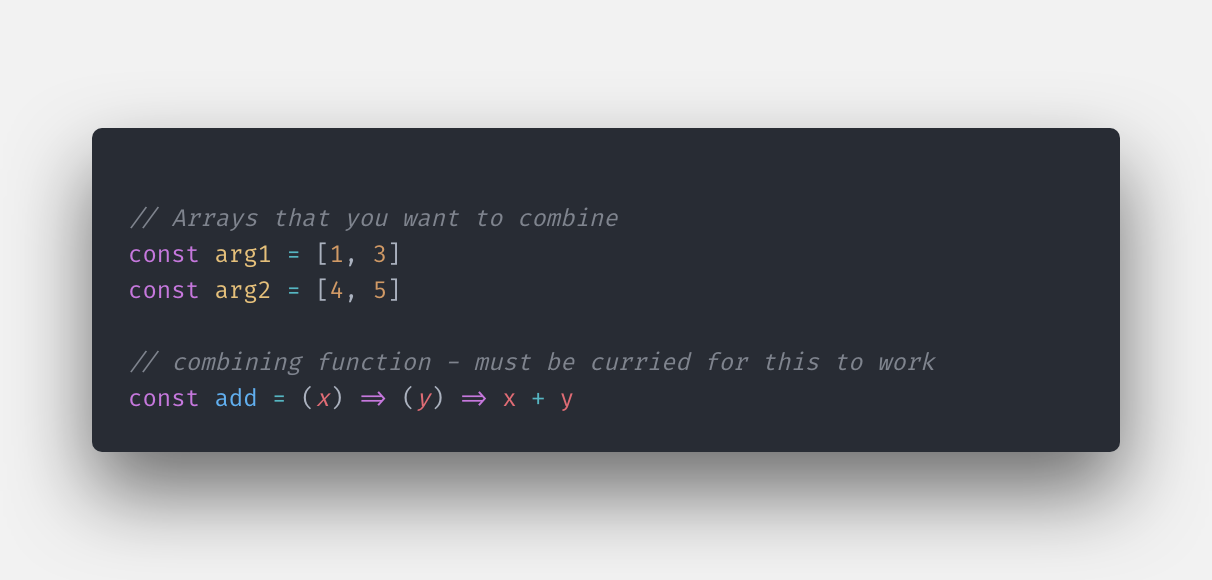 // Arrays that you want to combine
const arg1 = [1, 3]
const arg2 = [4, 5]
// combining function - must be curried for this to work
const add = (x) => (y) => x + y